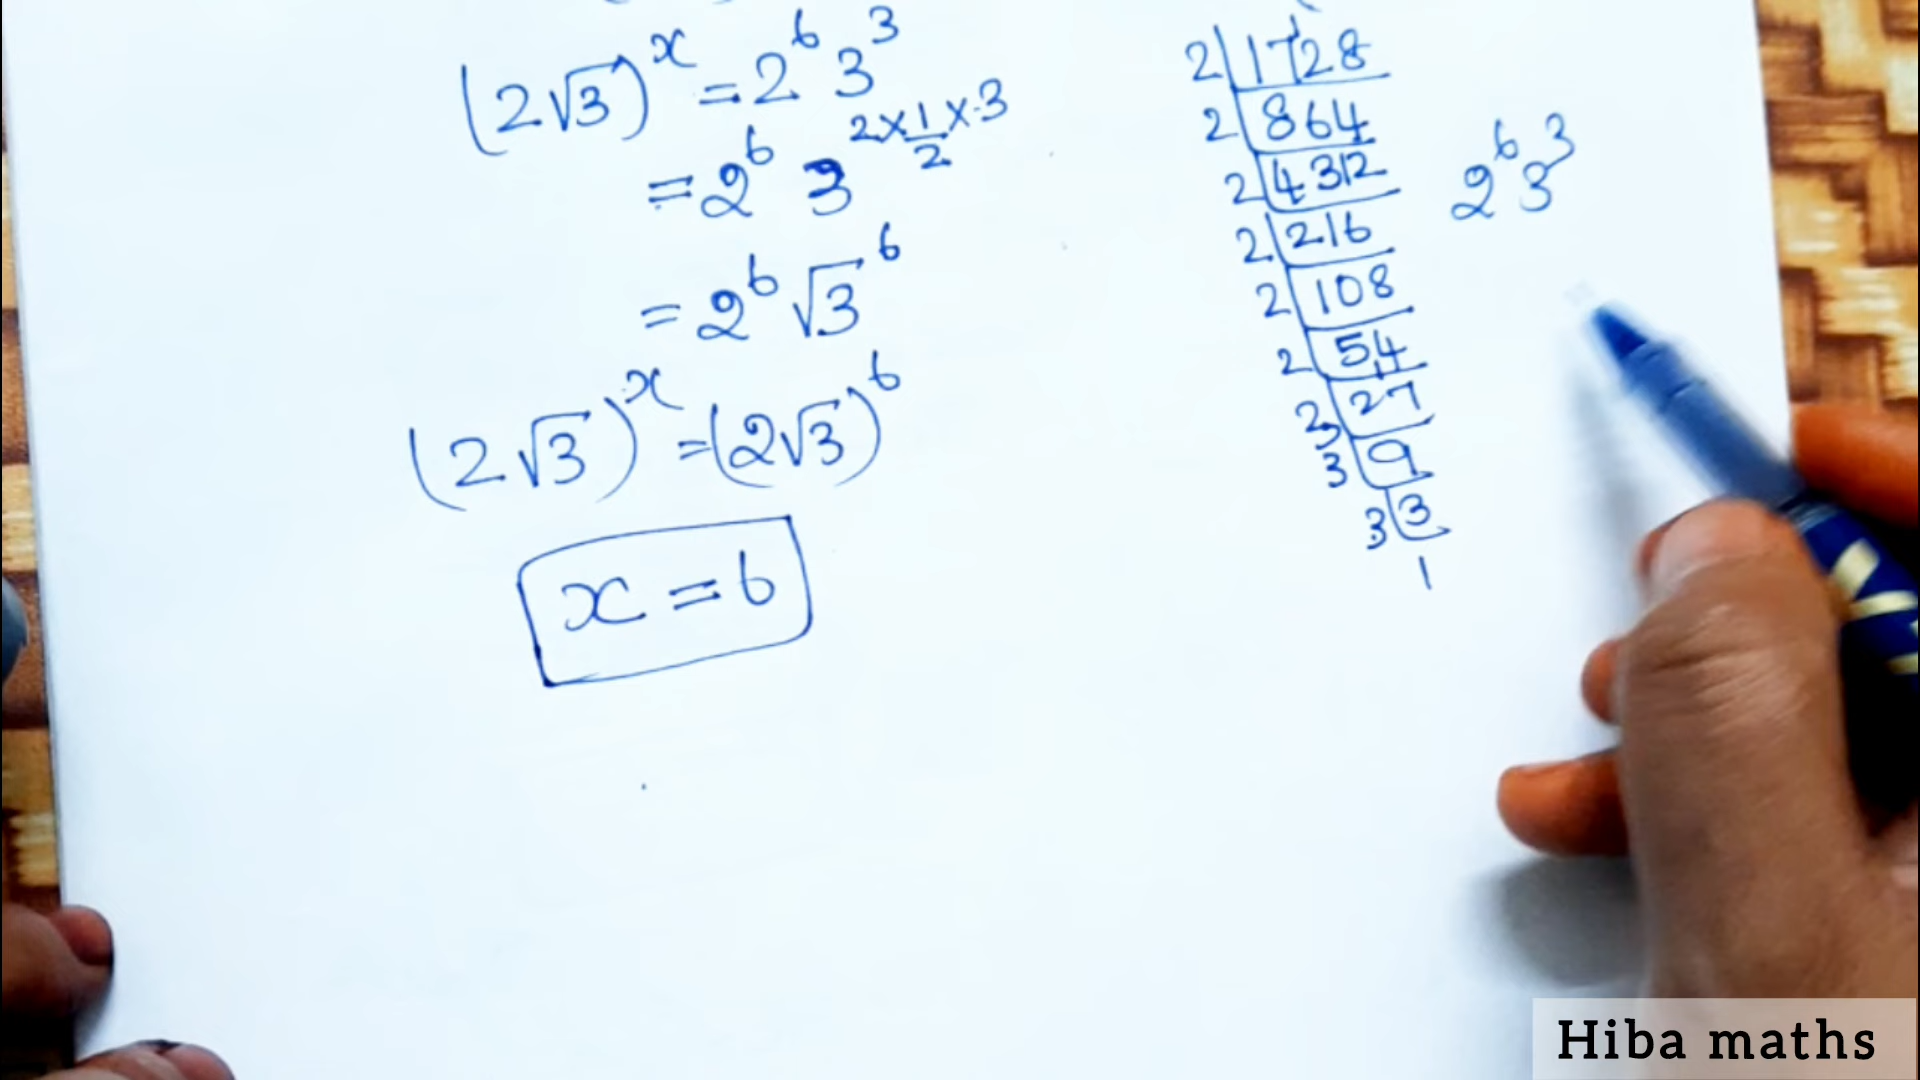 (2√3)^x = 2^6 3^3
= 2^6 3^(2×1/2×3)
= 2^6 √3^6
(2√3)^x = (2√3)^6
x = 6
2 1728
2 864
2 432
2 216
2 108
2 54
3 27
3 9
3 3
1
2^6 3^3
Hiba maths